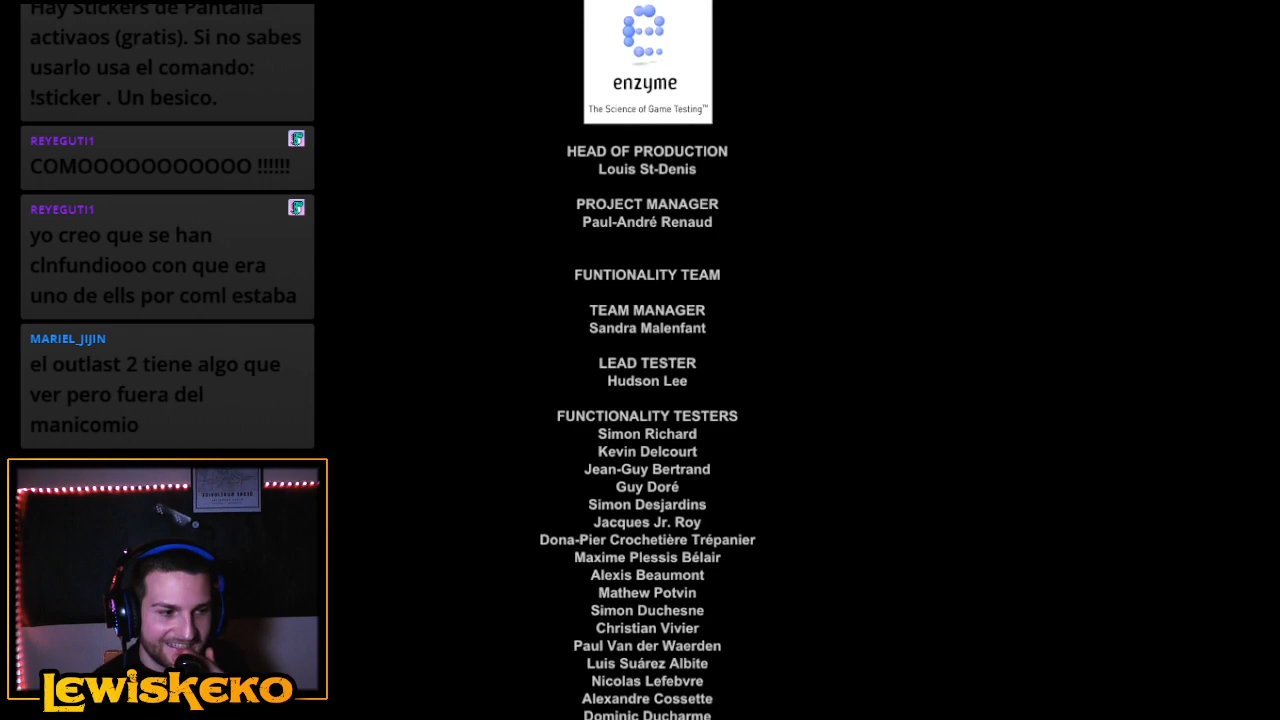 Hay Stickers de Pantalla
activaos (gratis). Si no sabes
usarlo usa el comando:
!sticker . Un besico.
REYEGUTI1
COMOOOOOOOOOOO !!!!!!
REYEGUTI1
yo creo que se han
clnfundiooo con que era
uno de ells por coml estaba
MARIEL_JIJIN
el outlast 2 tiene algo que
ver pero fuera del
manicomio
LEWISKEKO
enzyme
The Science of Game Testing™
HEAD OF PRODUCTION
Louis St-Denis
PROJECT MANAGER
Paul-André Renaud
FUNTIONALITY TEAM
TEAM MANAGER
Sandra Malenfant
LEAD TESTER
Hudson Lee
FUNCTIONALITY TESTERS
Simon Richard
Kevin Delcourt
Jean-Guy Bertrand
Guy Doré
Simon Desjardins
Jacques Jr. Roy
Dona-Pier Crochetière Trépanier
Maxime Plessis Bélair
Alexis Beaumont
Mathew Potvin
Simon Duchesne
Christian Vivier
Paul Van der Waerden
Luis Suárez Albite
Nicolas Lefebvre
Alexandre Cossette
Dominic Ducharme